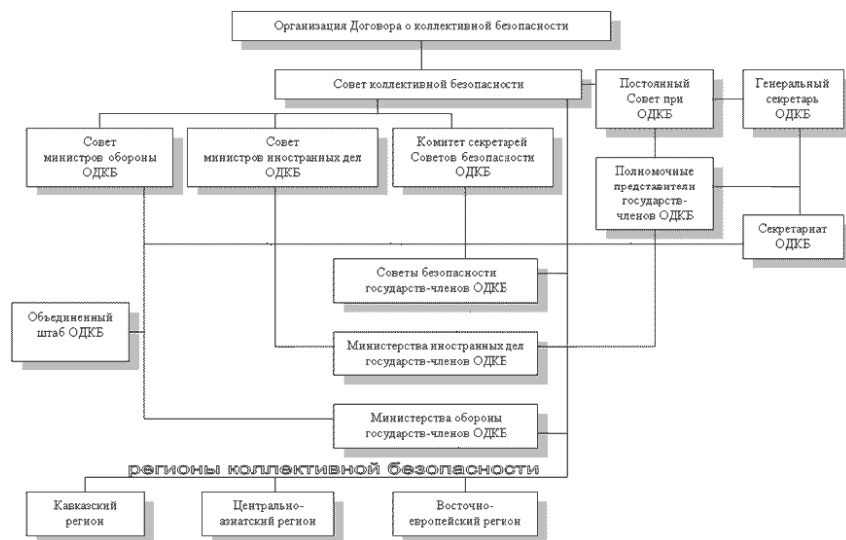 Организация Договора о коллективной безопасности
Совет коллективной безопасности
Постоянный
Совет при
ОДКБ
Генеральный
секретарь
ОДКБ
Совет
министров обороны
ОДКБ
Совет
министров иностранных дел
ОДКБ
Комитет секретарей
Советов безопасности
ОДКБ
Полномочные
представители
государств-
членов ОДКБ
Секретариат
ОДКБ
Советы безопасности
государств-членов ОДКБ
Объединенный
штаб ОДКБ
Министерства иностранных дел
государств-членов ОДКБ
Министерства обороны
государств-членов ОДКБ
регионы коллективной безопасности
Кавказский
регион
Центрально-
азиатский регион
Восточно-
европейский регион